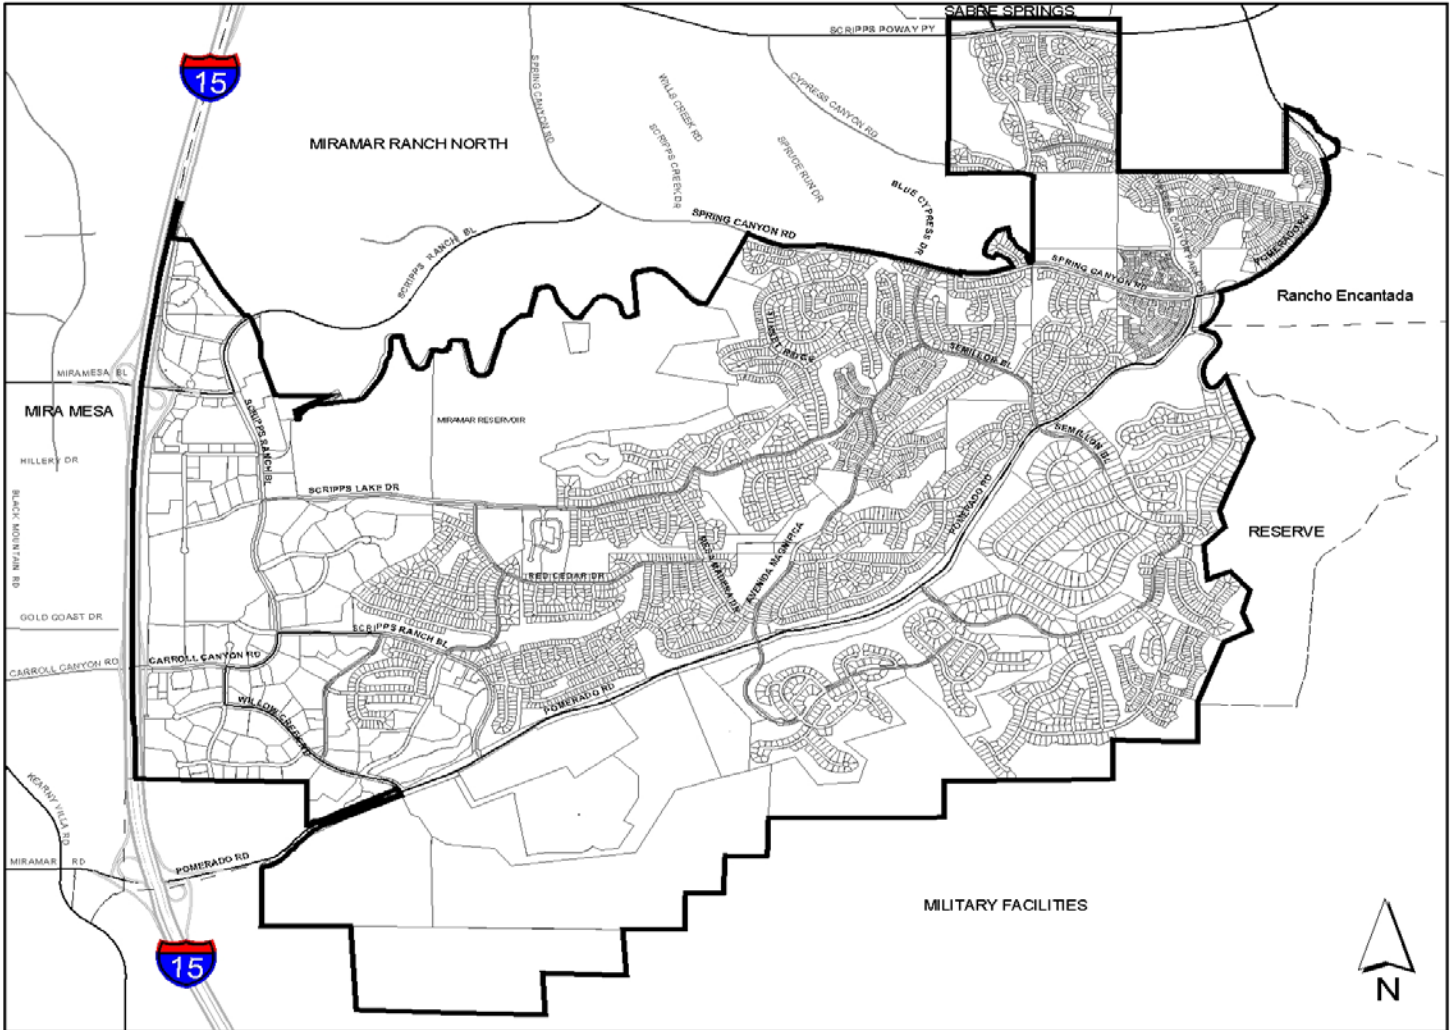 SABRE SPRINGS
SCRIPPS POWAY PY
15
SPRING CANYON RD
WILLS CREEK RD
CYPRESS CANYON RD
SCRIPPS CREEK DR
SPRUCE RUN DR
MIRAMAR RANCH NORTH
BLUE CYPRESS DR
SPRING CANYON RD
SCRIPPS RANCH BL
POMERADO RD
SPRING CANYON RD
Rancho Encantada
SEMILLON BL
MIRAMESA BL
MIRA MESA
SCRIPPS RANCH BL
MIRAMAR RESERVOIR
SEMILLON BL
HILLERY DR
SCRIPPS LAKE DR
BLACK MOUNTAIN RD
POMERADO RD
RESERVE
MESA MADERA DR
AVENIDA MAGNIFICA
RED CEDAR DR
GOLD COAST DR
SCRIPPS RANCH BL
CARROLL CANYON RD
CARROLL CANYON RD
POMERADO RD
WILLOW CREEK RD
KEARNY VILLA RD
MIRAMAR RD
POMERADO RD
MILITARY FACILITIES
15
N